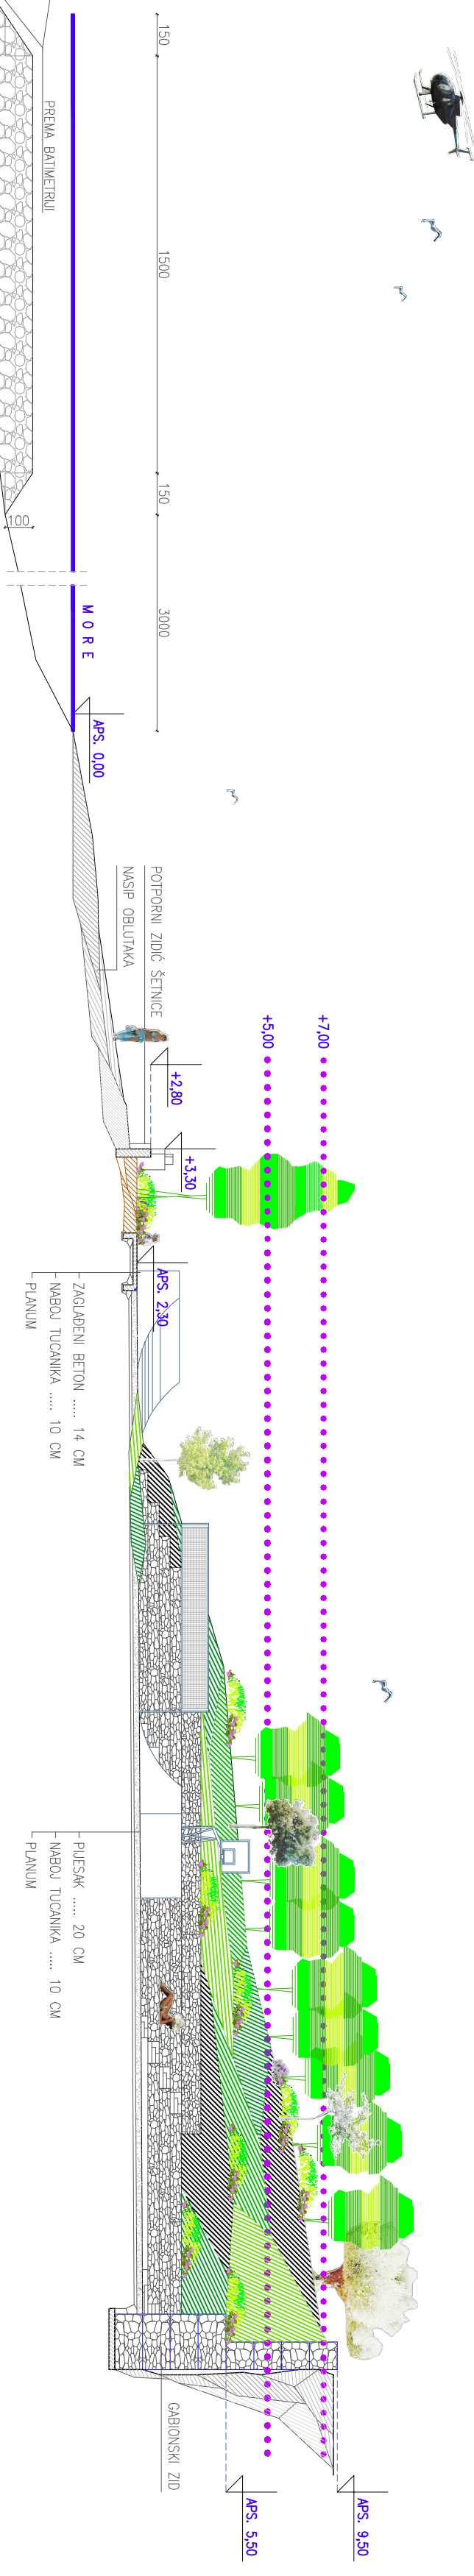 150
1500
150
3000
100
PREMA BATIMETRIJI
M O R E
APS. 0,00
POTPORNI ZIDIĆ ŠETNICE
NASIP OBLUTAKA
+2,80
+3,30
+7,00
+5,00
APS. 2,30
ZAGLAĐENI BETON ..... 14 CM
NABOJ TUCANIKA ..... 10 CM
PLANUM
PIJESAK ..... 20 CM
NABOJ TUCANIKA ..... 10 CM
PLANUM
GABIONSKI ZID
APS. 9,50
APS. 5,50